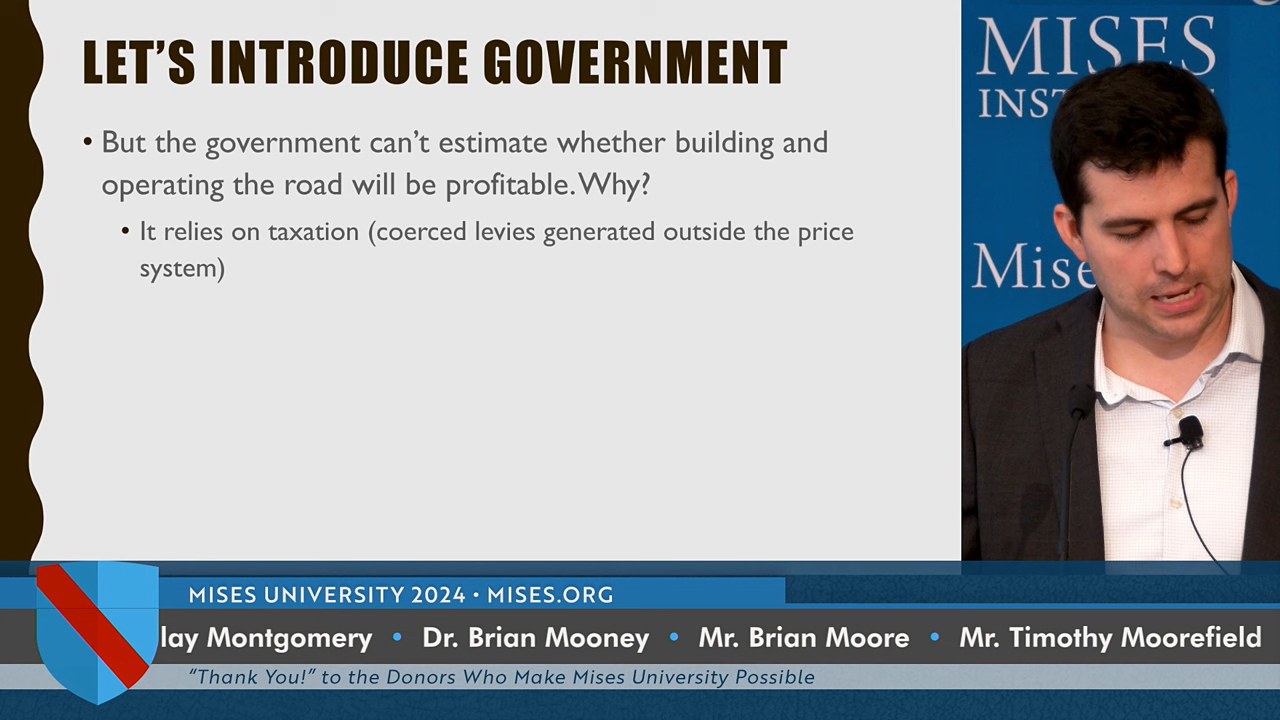 LET'S INTRODUCE GOVERNMENT
• But the government can't estimate whether building and
operating the road will be profitable. Why?
• It relies on taxation (coerced levies generated outside the price
system)
MISES
INST
Mise
MISES UNIVERSITY 2024 • MISES.ORG
lay Montgomery • Dr. Brian Mooney • Mr. Brian Moore • Mr. Timothy Moorefield
“Thank You!” to the Donors Who Make Mises University Possible